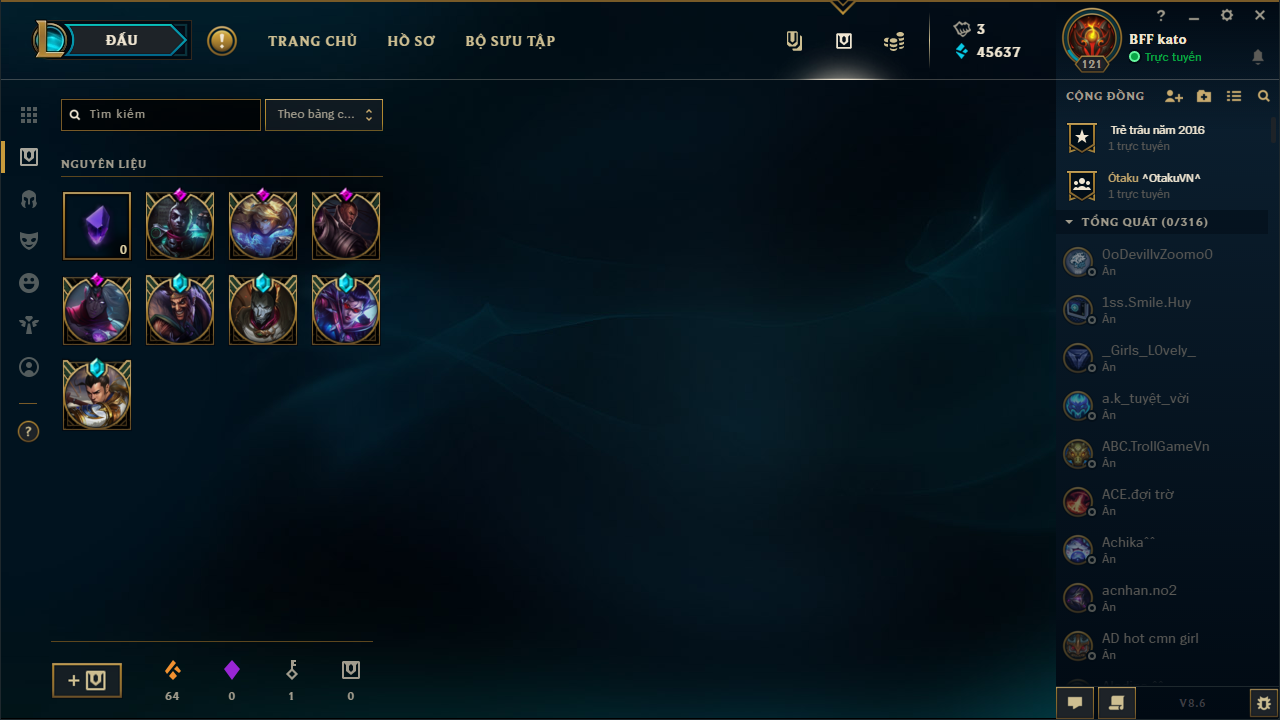 ĐẤU
TRANG CHỦ
HỒ SƠ
BỘ SƯU TẬP
3
45637
?
121
BFF kato
Trực tuyến
CỘNG ĐỒNG
Trẻ trâu năm 2016
1 trực tuyến
Ótaku ^OtakuVN^
1 trực tuyến
TỔNG QUÁT (0/316)
0oDevillvZoomo0
Ẩn
1ss.Smile.Huy
Ẩn
_Girls_L0vely_
Ẩn
a.k_tuyệt_vời
Ẩn
ABC.TrollGameVn
Ẩn
ACE.đợi trờ
Ẩn
Achika^^
Ẩn
acnhan.no2
Ẩn
AD hot cmn girl
Ẩn
V8.6
Tìm kiếm
Theo bảng c...
NGUYÊN LIỆU
0
?
64
0
1
0